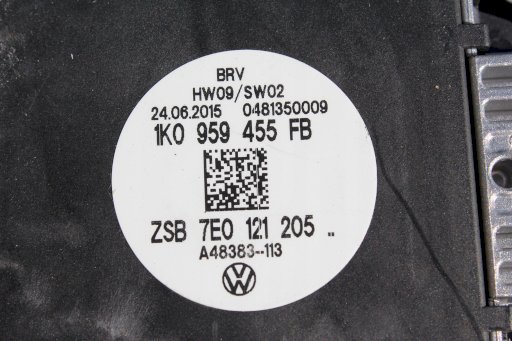 BRV
HW09/SW02
24.06.2015 0481350009
1K0 959 455 FB
ZSB 7E0 121 205 ..
A48383--113